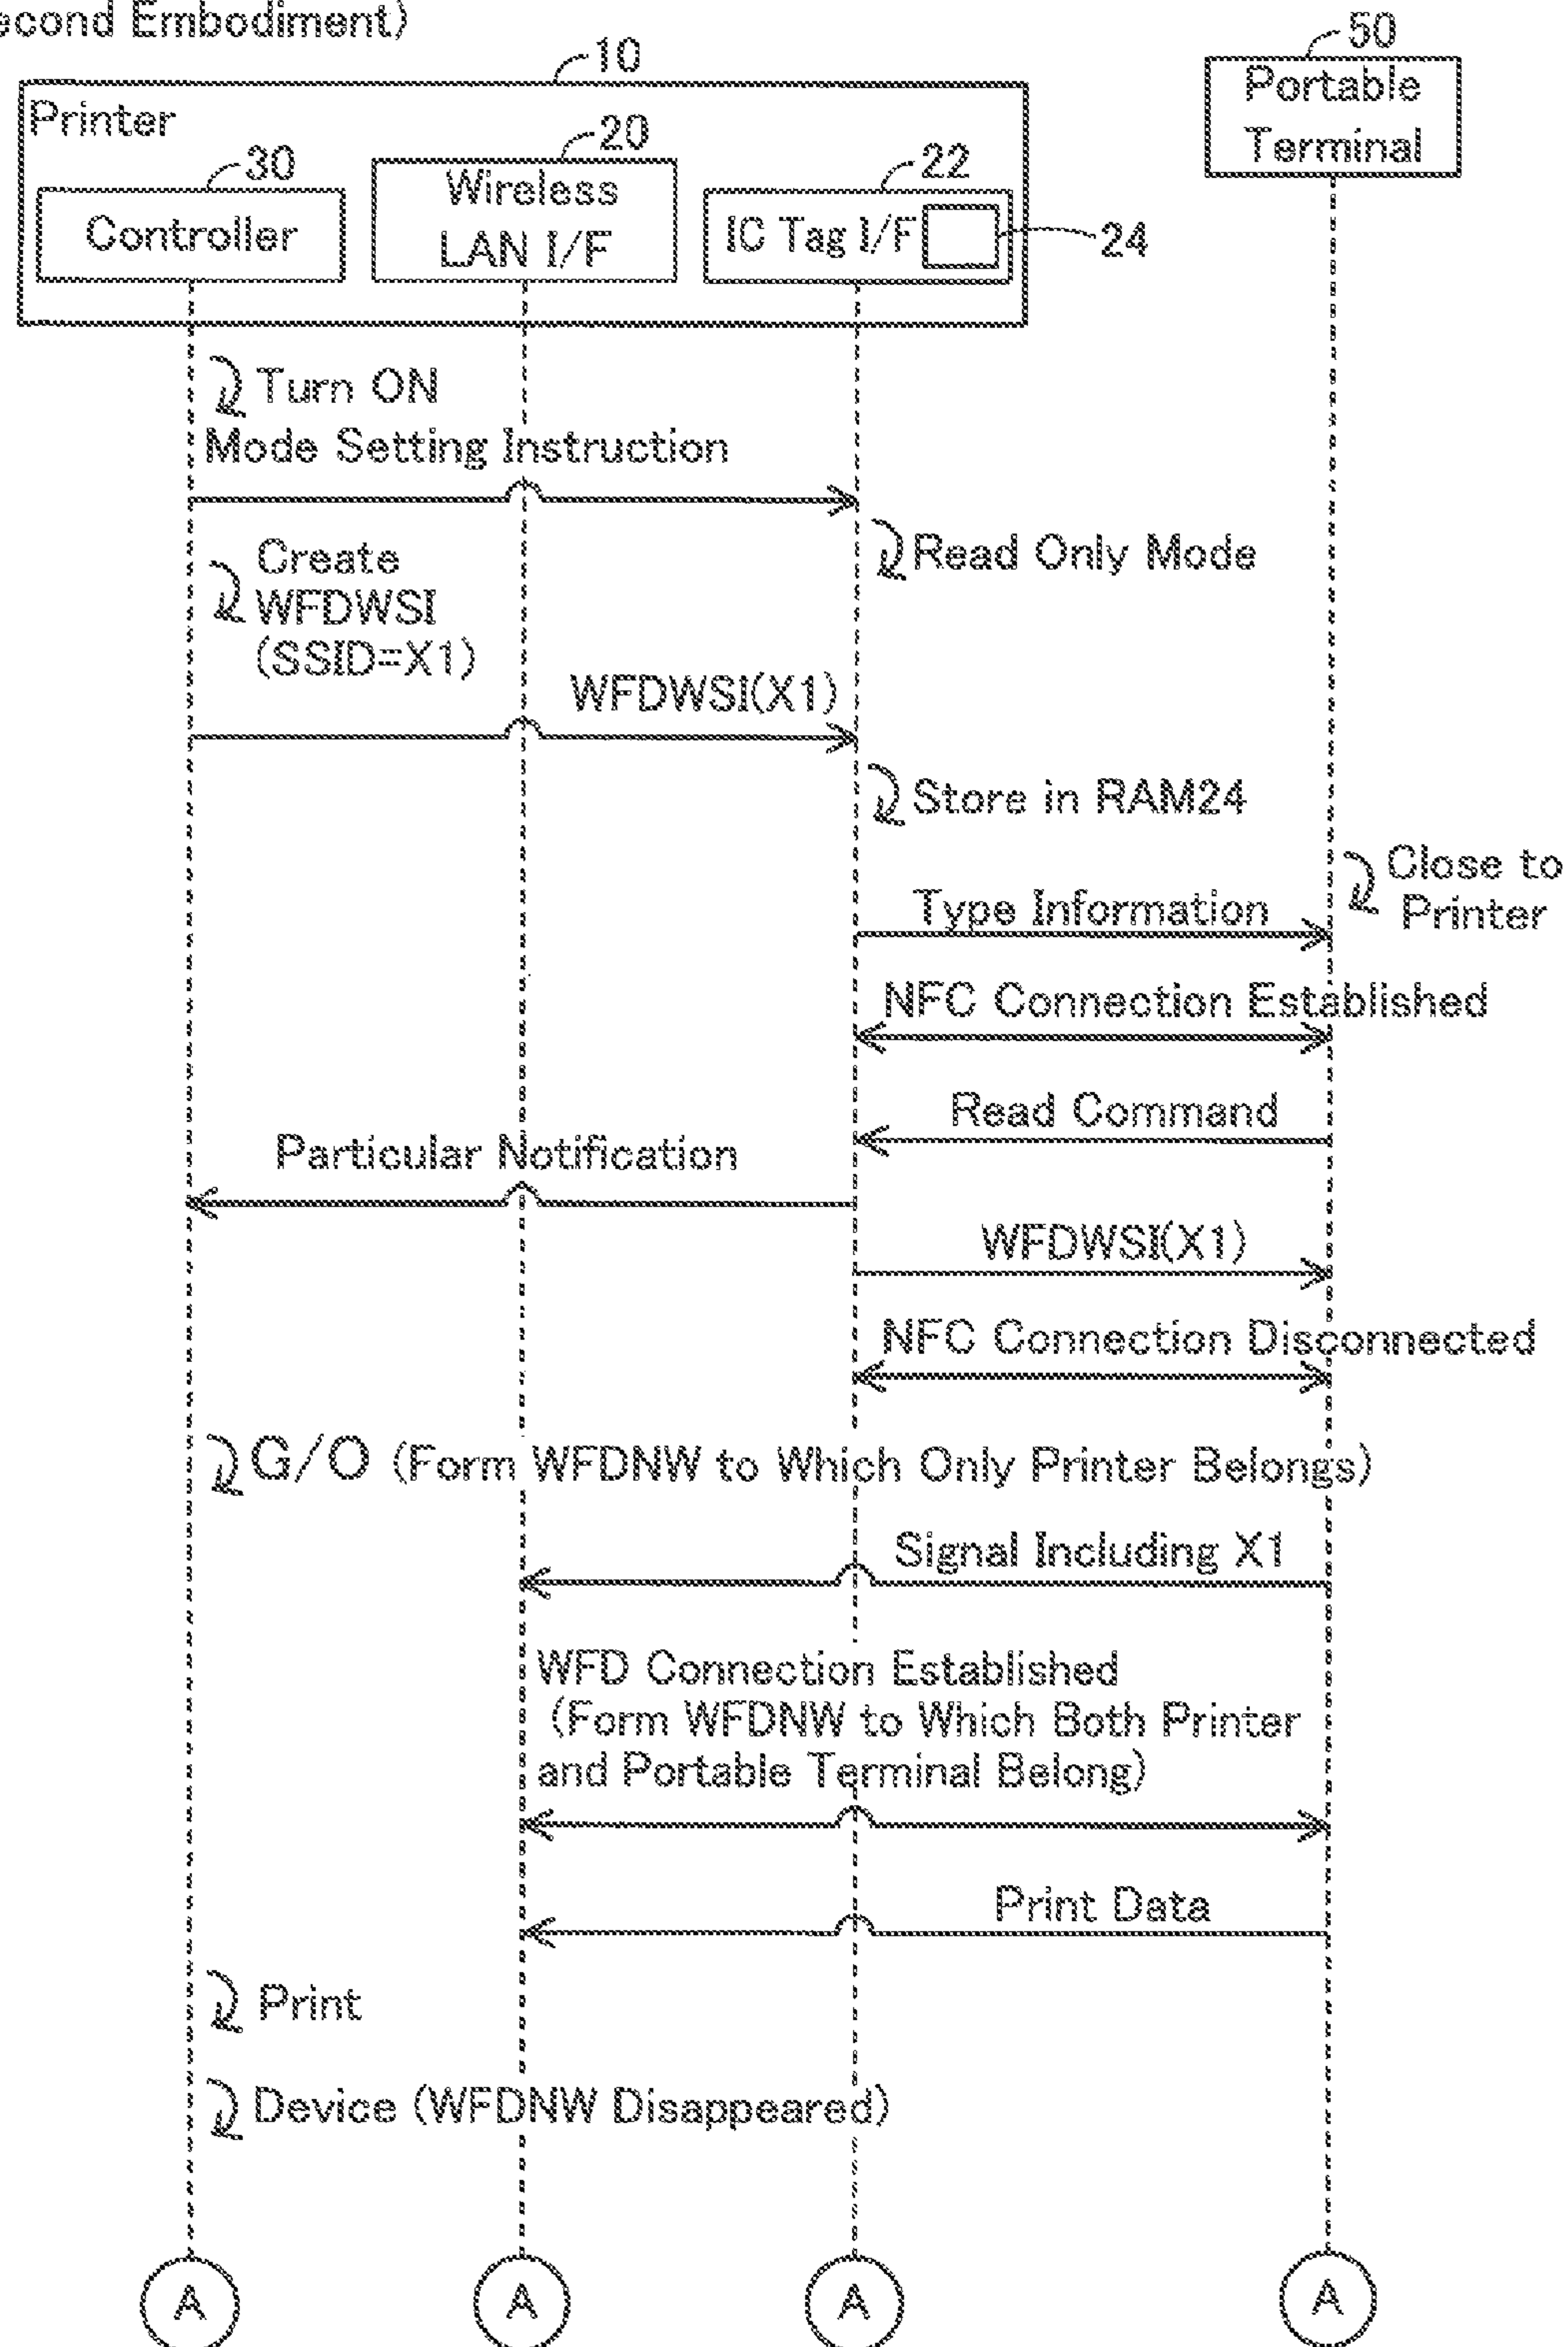 econd Embodiment)
10
50
Printer
Portable
Terminal
30
20
22
Controller
Wireless
LAN I/F
IC Tag I/F
24
Turn ON
Mode Setting Instruction
Read Only Mode
Create
WFDWSI
(SSID=X1)
WFDWSI(X1)
Store in RAM24
Close to
Printer
Type Information
NFC Connection Established
Read Command
Particular Notification
WFDWSI(X1)
NFC Connection Disconnected
G/O (Form WFDNW to Which Only Printer Belongs)
Signal Including X1
WFD Connection Established
(Form WFDNW to Which Both Printer
and Portable Terminal Belong)
Print Data
Print
Device (WFDNW Disappeared)
A
A
A
A